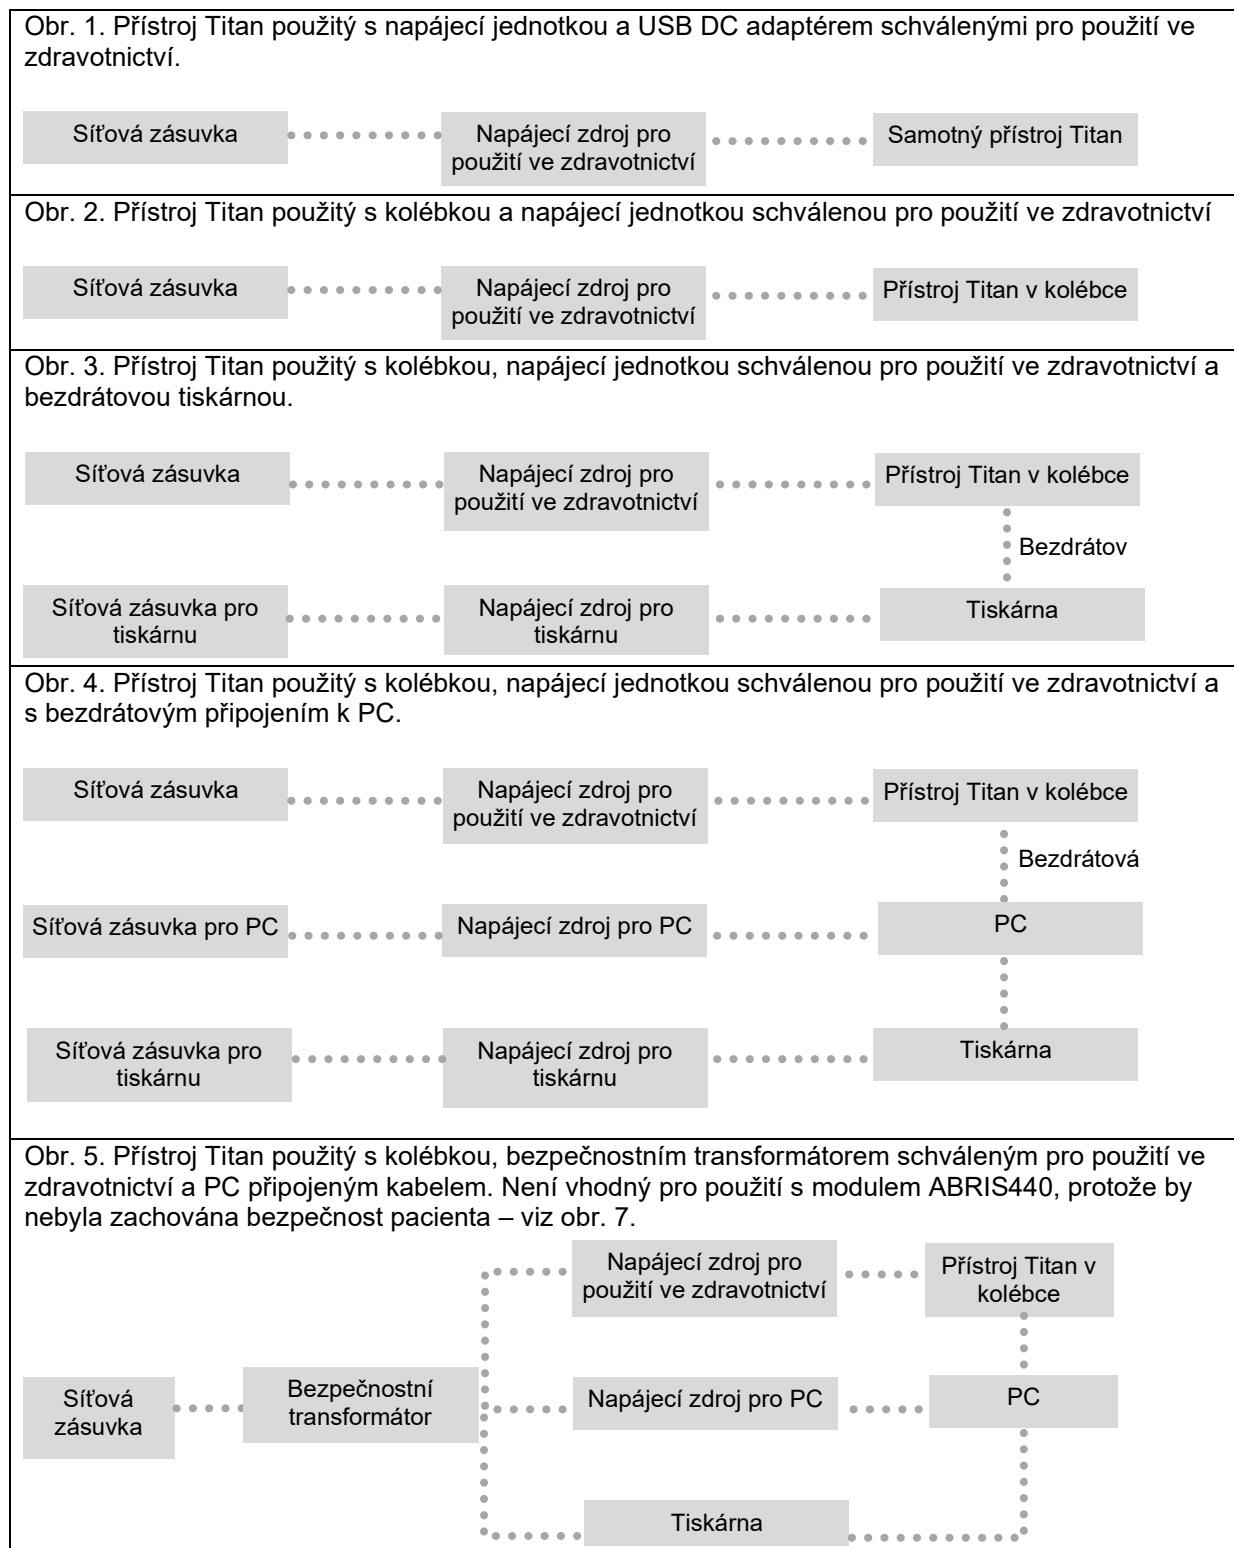 Obr. 1. Přístroj Titan použitý s napájecí jednotkou a USB DC adaptérem schválenými pro použití ve
zdravotnictví.
Síťová zásuvka
Napájecí zdroj pro
použití ve zdravotnictví
Samotný přístroj Titan
Obr. 2. Přístroj Titan použitý s kolébkou a napájecí jednotkou schválenou pro použití ve zdravotnictví
Síťová zásuvka
Napájecí zdroj pro
použití ve zdravotnictví
Přístroj Titan v kolébce
Obr. 3. Přístroj Titan použitý s kolébkou, napájecí jednotkou schválenou pro použití ve zdravotnictví a
bezdrátovou tiskárnou.
Síťová zásuvka
Napájecí zdroj pro
použití ve zdravotnictví
Přístroj Titan v kolébce
Bezdrátov
Síťová zásuvka pro
tiskárnu
Napájecí zdroj pro
tiskárnu
Tiskárna
Obr. 4. Přístroj Titan použitý s kolébkou, napájecí jednotkou schválenou pro použití ve zdravotnictví a
s bezdrátovým připojením k PC.
Síťová zásuvka
Napájecí zdroj pro
použití ve zdravotnictví
Přístroj Titan v kolébce
Bezdrátová
Síťová zásuvka pro PC
Napájecí zdroj pro PC
PC
Síťová zásuvka pro
tiskárnu
Napájecí zdroj pro
tiskárnu
Tiskárna
Obr. 5. Přístroj Titan použitý s kolébkou, bezpečnostním transformátorem schváleným pro použití ve
zdravotnictví a PC připojeným kabelem. Není vhodný pro použití s modulem ABRIS440, protože by
nebyla zachována bezpečnost pacienta – viz obr. 7.
Napájecí zdroj pro
použití ve zdravotnictví
Přístroj Titan v
kolébce
Síťová
zásuvka
Bezpečnostní
transformátor
Napájecí zdroj pro PC
PC
Tiskárna